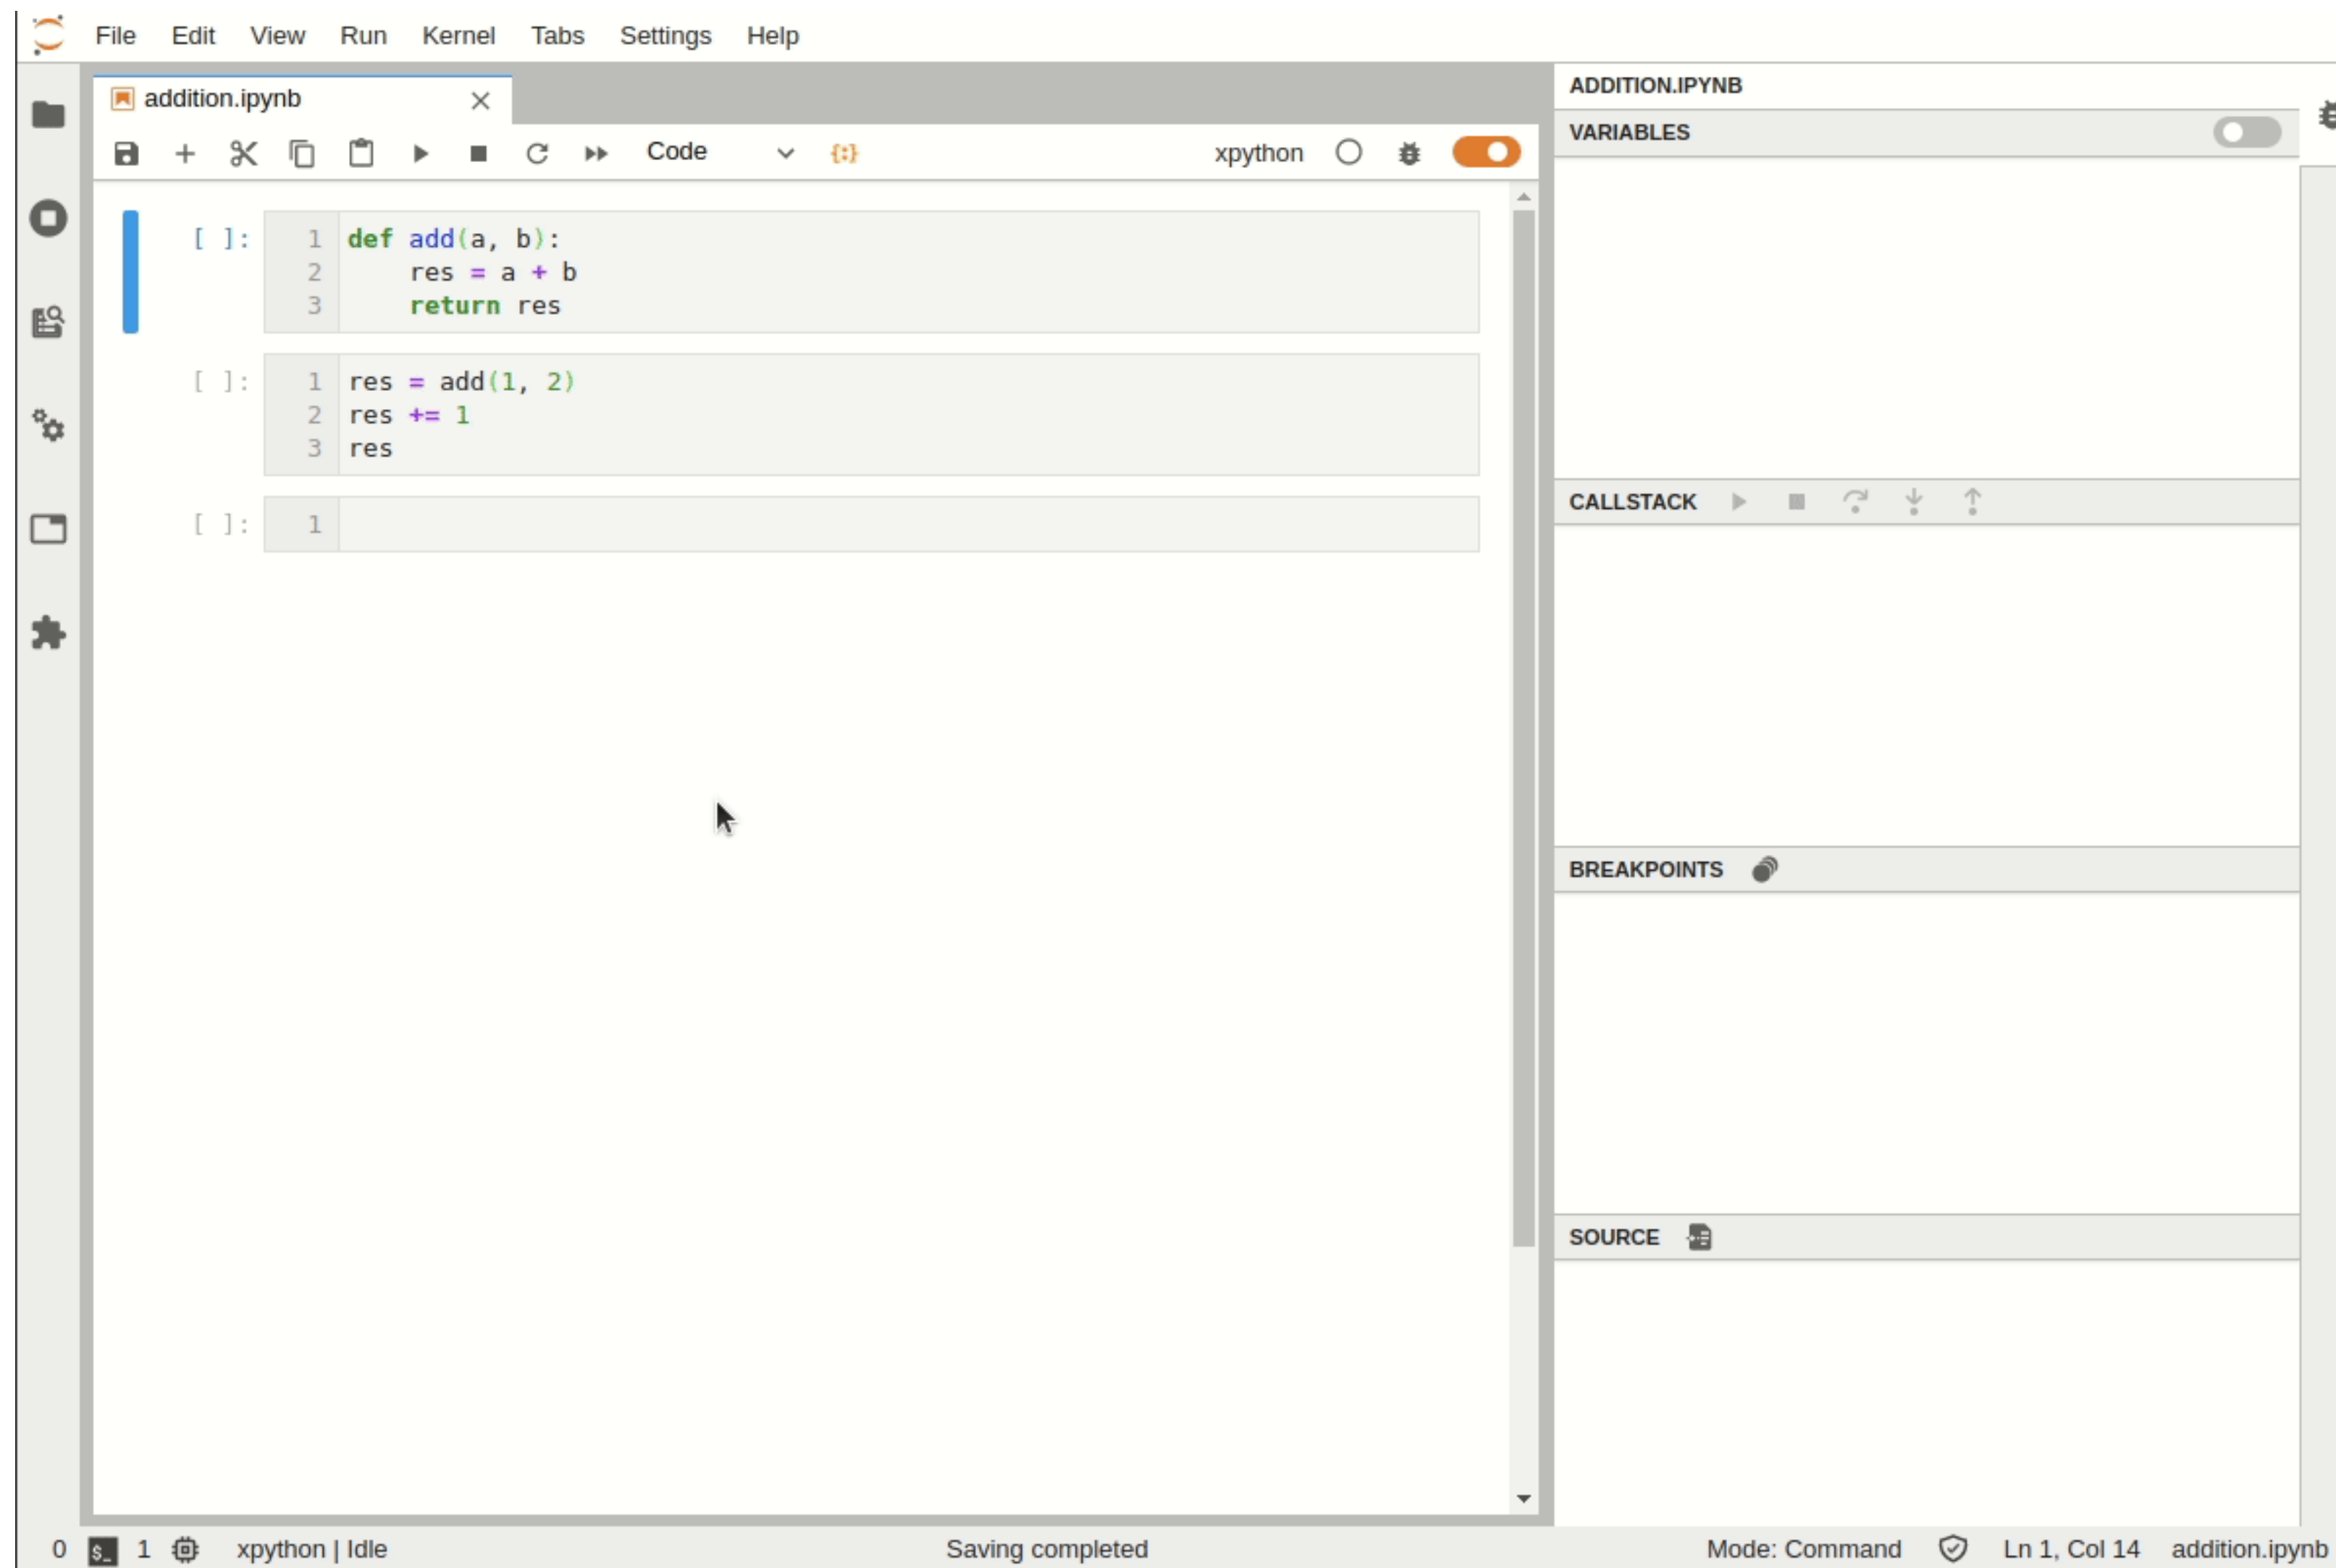 File Edit View Run Kernel Tabs Settings Help
addition.ipynb
Code
xpython
[ ]:
1 def add(a, b):
2     res = a + b
3     return res
[ ]:
1 res = add(1, 2)
2 res += 1
3 res
[ ]:
1
ADDITION.IPYNB
VARIABLES
CALLSTACK
BREAKPOINTS
SOURCE
0 $_ 1 xpython | Idle Saving completed Mode: Command Ln 1, Col 14 addition.ipynb